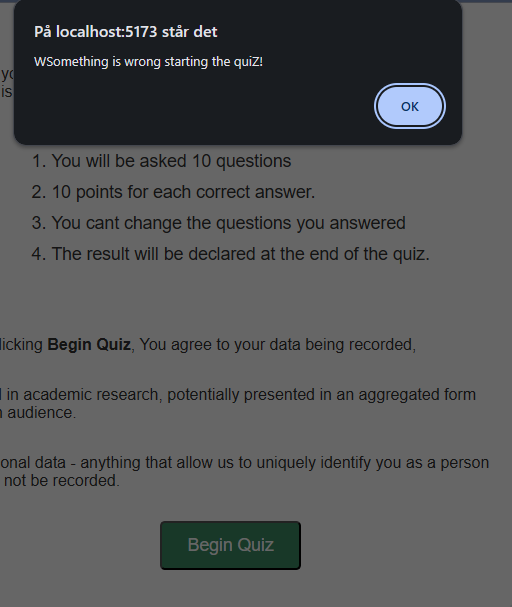 På localhost:5173 står det
WSomething is wrong starting the quiZ!
OK
is
1. You will be asked 10 questions
2. 10 points for each correct answer.
3. You cant change the questions you answered
4. The result will be declared at the end of the quiz.
licking Begin Quiz, You agree to your data being recorded,
in academic research, potentially presented in an aggregated form
audience.
onal data - anything that allow us to uniquely identify you as a person
not be recorded.
Begin Quiz